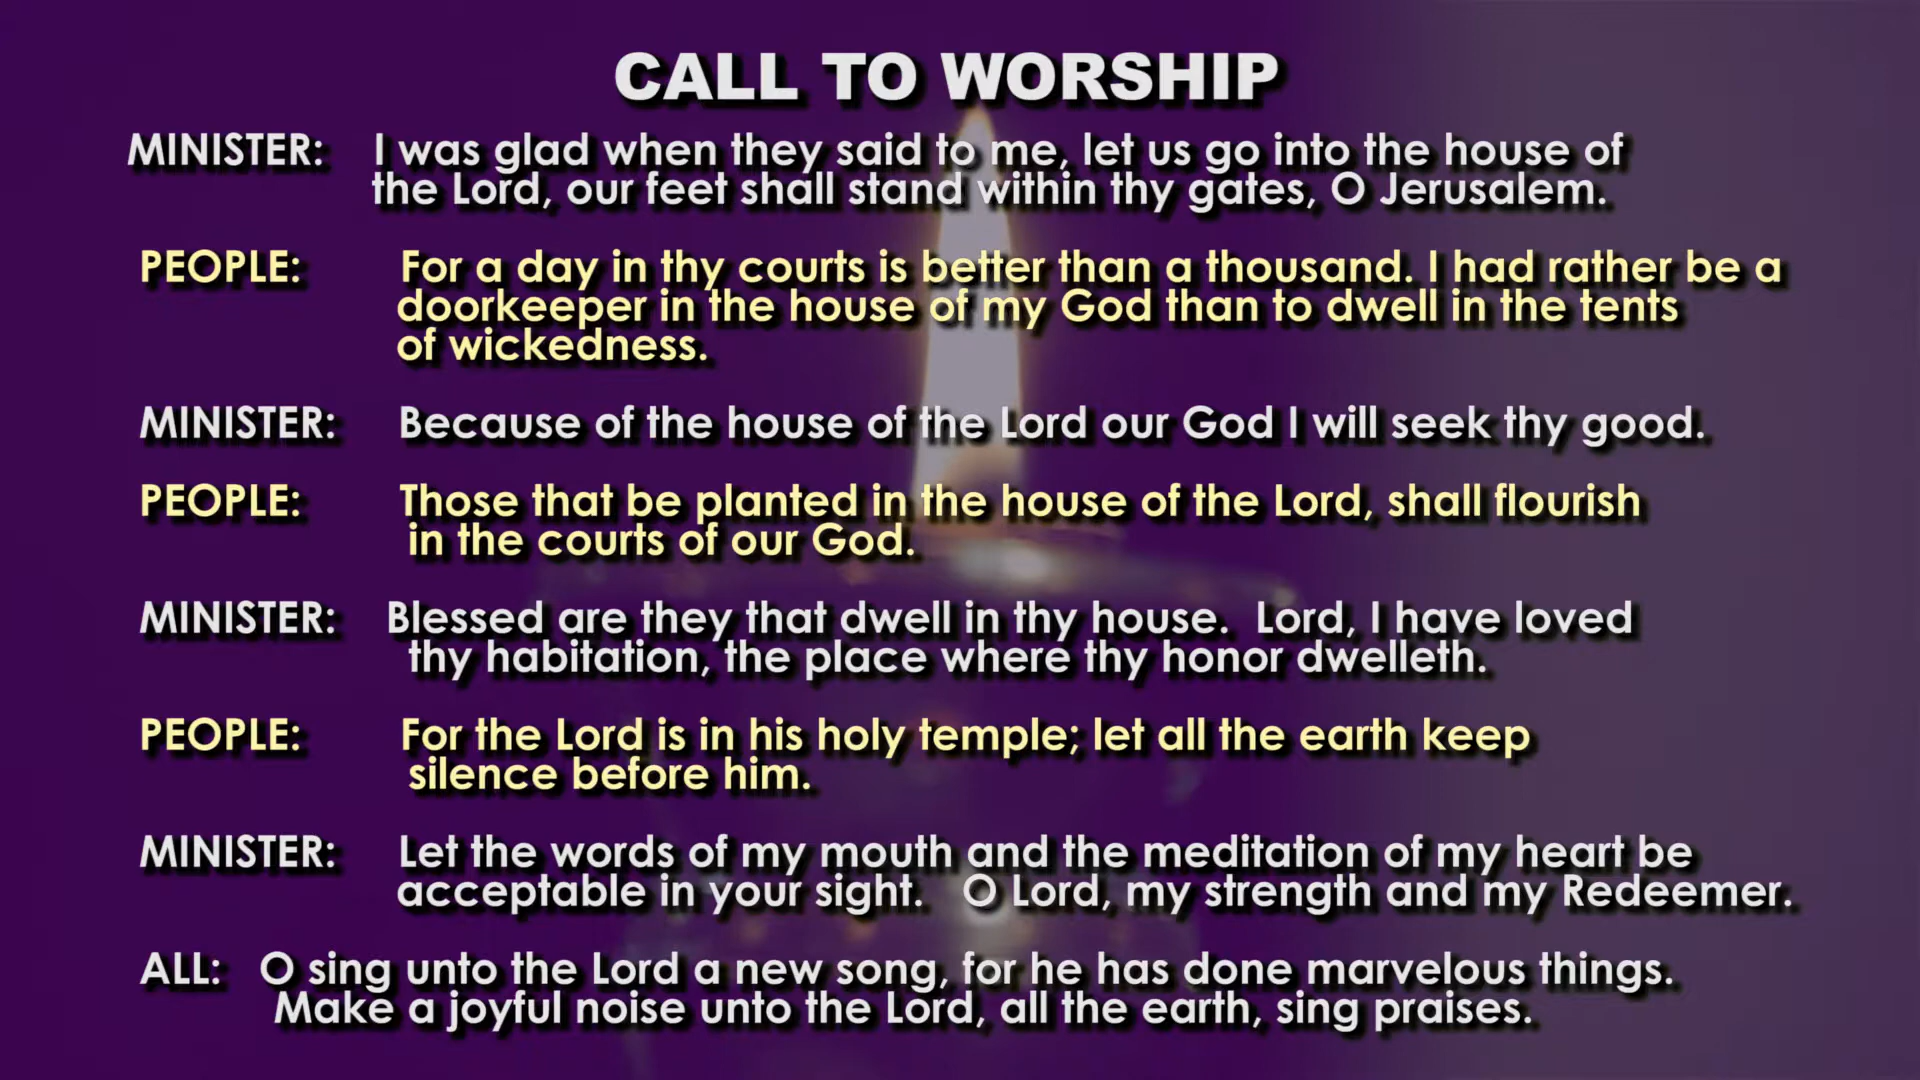 CALL TO WORSHIP
MINISTER: I was glad when they said to me, let us go into the house of
the Lord, our feet shall stand within thy gates, O Jerusalem.
PEOPLE: For a day in thy courts is better than a thousand. I had rather be a
doorkeeper in the house of my God than to dwell in the tents
of wickedness.
MINISTER: Because of the house of the Lord our God I will seek thy good.
PEOPLE: Those that be planted in the house of the Lord, shall flourish
in the courts of our God.
MINISTER: Blessed are they that dwell in thy house. Lord, I have loved
thy habitation, the place where thy honor dwelleth.
PEOPLE: For the Lord is in his holy temple; let all the earth keep
silence before him.
MINISTER: Let the words of my mouth and the meditation of my heart be
acceptable in your sight. O Lord, my strength and my Redeemer.
ALL: O sing unto the Lord a new song, for he has done marvelous things.
Make a joyful noise unto the Lord, all the earth, sing praises.